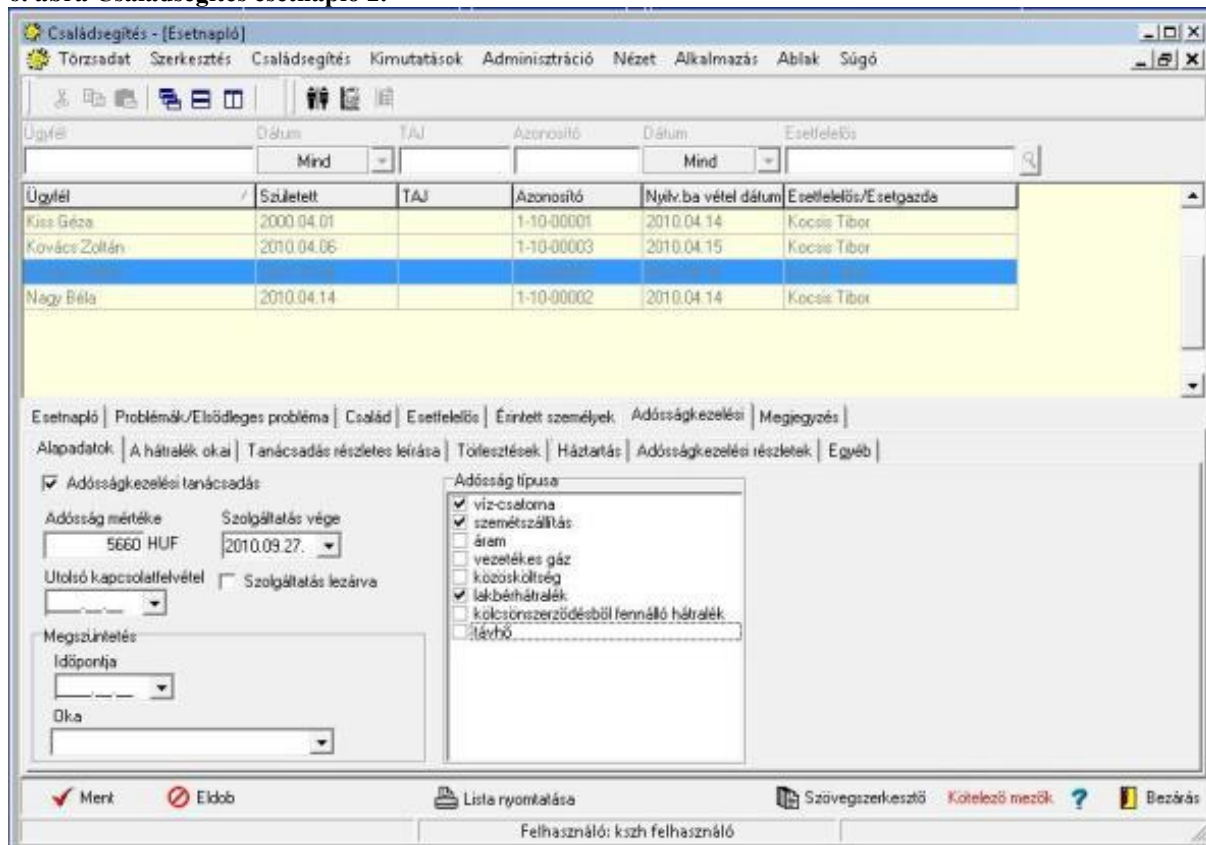 Családsegítés - [Esetnapló]
Törzsadat Szerkesztés Családsegítés Kimutatások Adminisztráció Nézet Alkalmazás Ablak Súgó
Ügyfél Dátum TAJ Azonosító Dátum Esetfelelős
Mind Mind
Ügyfél Született TAJ Azonosító Nyilv.ba vétel dátum Esetfelelős/Esetgazda
Kiss Géza 2000.04.01 1-10-00001 2010.04.14 Kocsis Tibor
Kovács Zoltán 2010.04.06 1-10-00003 2010.04.15 Kocsis Tibor
Nagy Béla 2010.04.14 1-10-00002 2010.04.14 Kocsis Tibor
Esetnapló Problémák/Elsődleges probléma Család Esetfelelős Érintett személyek Adósságkezelési Megjegyzés
Alapadatok A hátralék okai Tanácsadás részletes leírása Törlesztések Háztartás Adósságkezelési részletek Egyéb
Adósságkezelési tanácsadás
Adósság mértéke Szolgáltatás vége
5660 HUF 2010.09.27.
Utolsó kapcsolatfelvétel Szolgáltatás lezárva
Megszüntetés
Időpontja
Oka
Adósság típusa
víz-csatorna
szemétszállítás
áram
vezetékes gáz
közösköltség
lakbérhátralék
kölcsönszerződésből fennálló hátralék
távhő
Ment Eldob Lista nyomtatása Szövegszerkesztő Kötelező mezők ? Bezárás
Felhasználó: kszh felhasználó